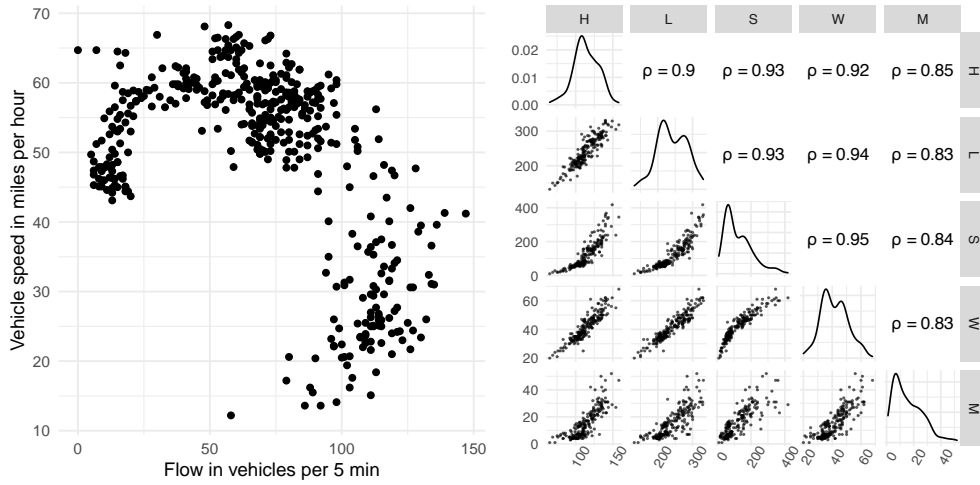 70
60
50
40
30
20
10
Vehicle speed in miles per hour
0 50 100 150
Flow in vehicles per 5 min
H L S W M
0.02
0.01
0.00
ρ = 0.9 ρ = 0.93 ρ = 0.92 ρ = 0.85
H
300
200
ρ = 0.93 ρ = 0.94 ρ = 0.83
L
400
200
0
ρ = 0.95 ρ = 0.84
S
60
40
20
ρ = 0.83
W
40
20
0
M
100 150 200 300 0 200 400 20 40 60 0 20 40